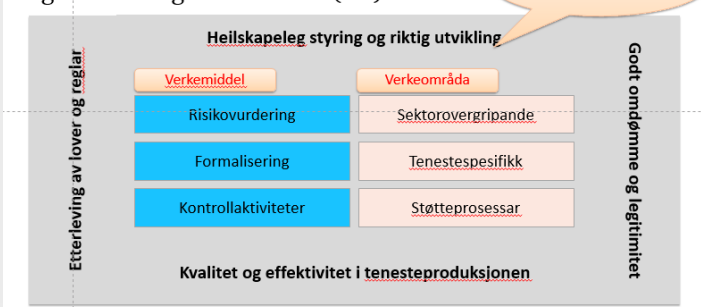 Heilskapeleg styring og riktig utvikling
Etterleving av lover og reglar
Verkemiddel
Verkeområda
Risikovurdering
Sektorovergripande
Formalisering
Tenestespesifikk
Kontrollaktiviteter
Støtteprosessar
Godt omdømme og legitimitet
Kvalitet og effektivitet i tenesteproduksjonen